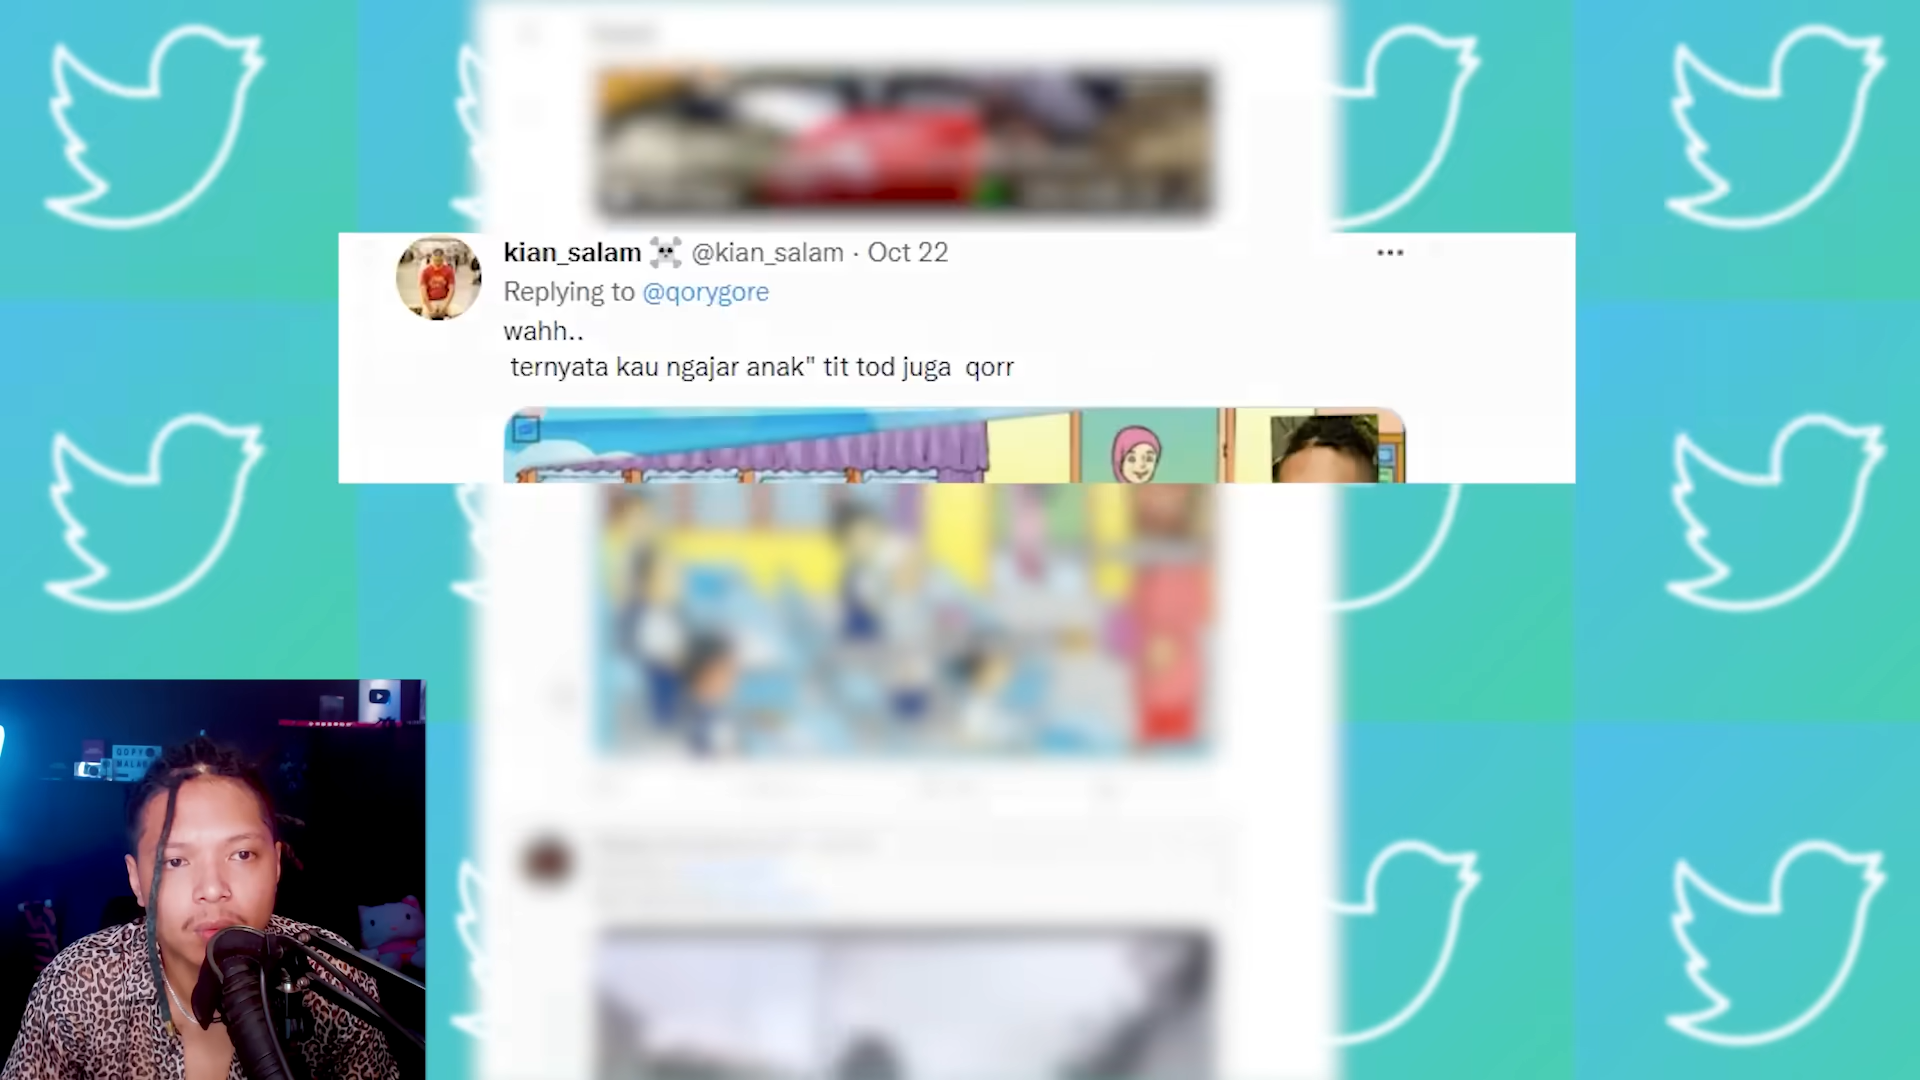 kian_salam ☠️ @kian_salam · Oct 22
Replying to @qorygore
wahh..
ternyata kau ngajar anak" tit tod juga qorr